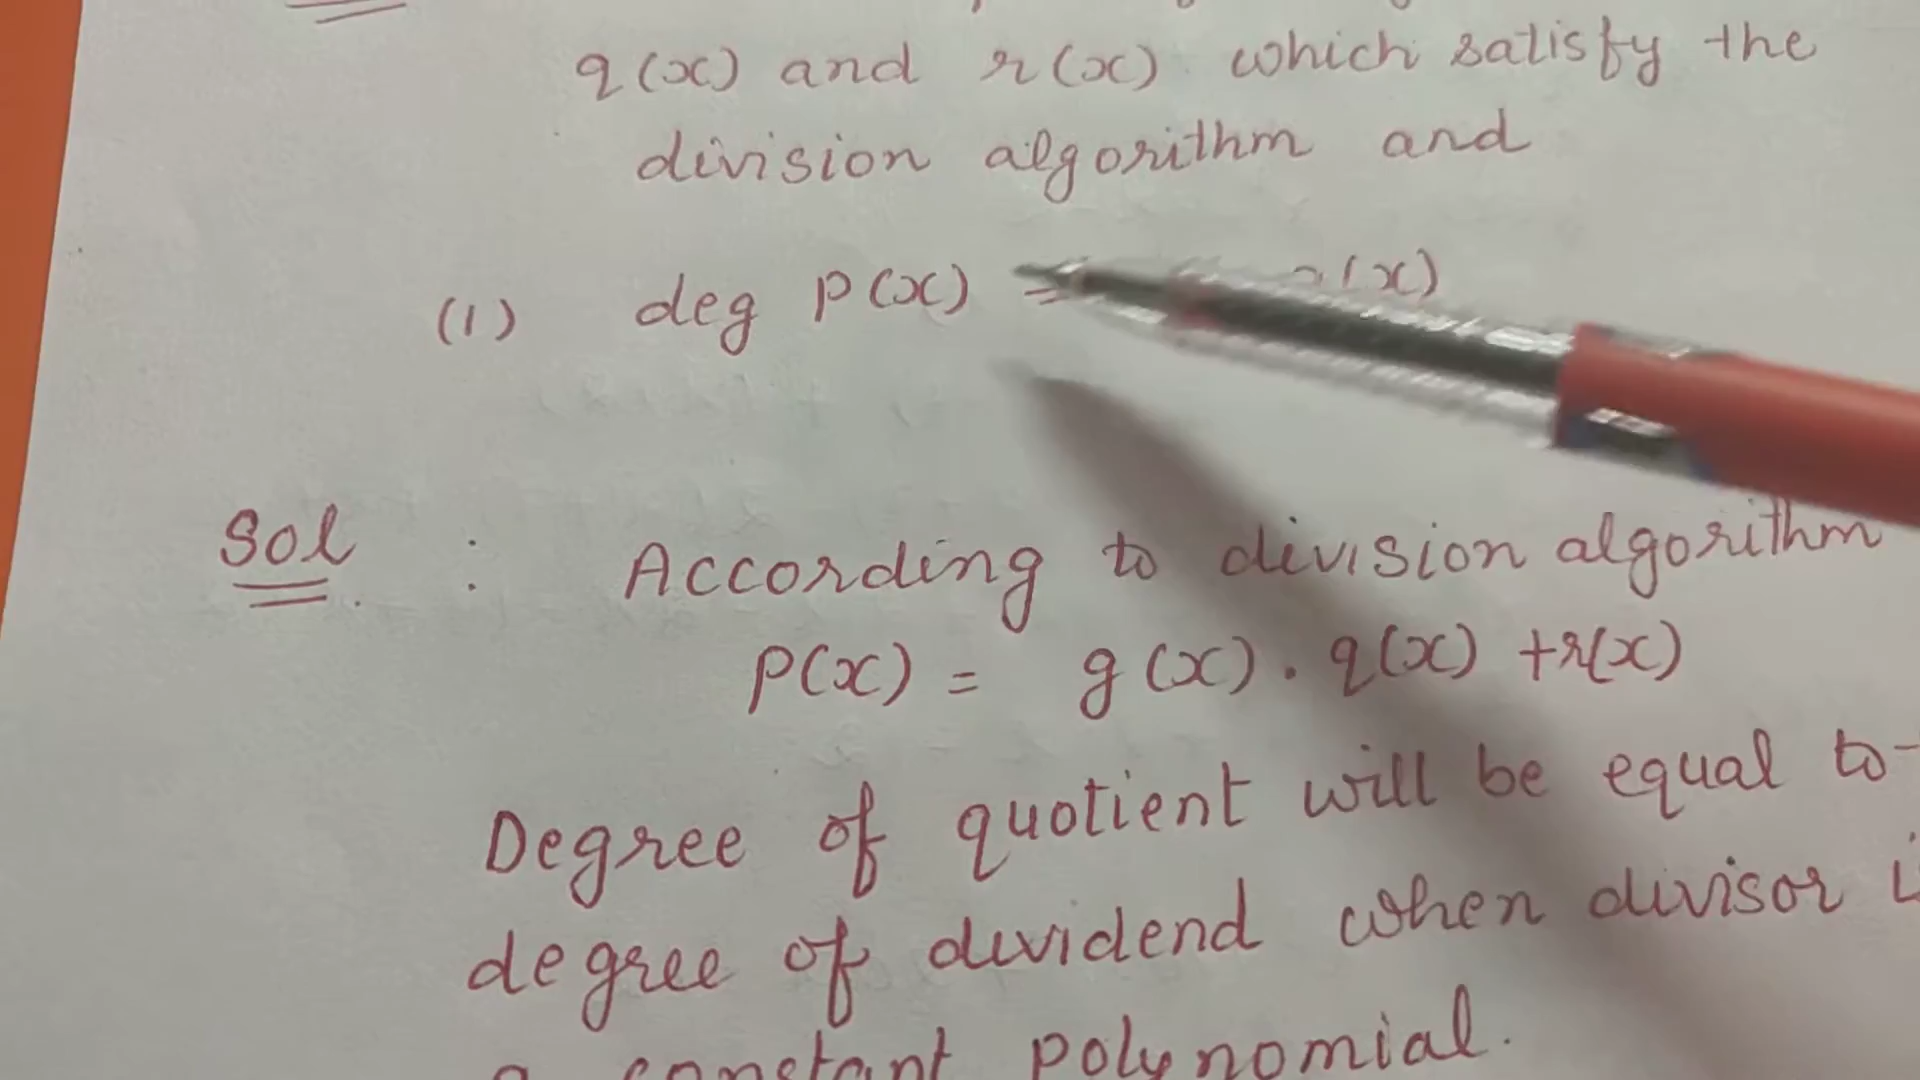 q(x) and r(x) which satisfy the
division algorithm and
(1) deg p(x) = (x)
Sol : According to division algorithm
p(x) = g(x) . q(x) + r(x)
Degree of quotient will be equal to
degree of dividend when divisor
a constant polynomial.